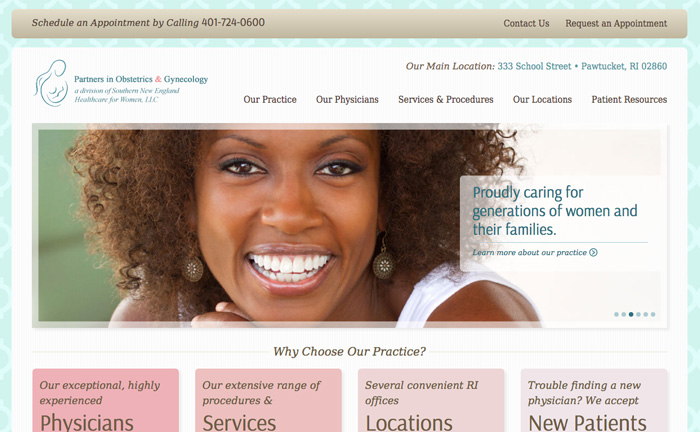 Schedule an Appointment by Calling 401-724-0600
Contact Us Request an Appointment
Our Main Location: 333 School Street • Pawtucket, RI 02860
Partners in Obstetrics & Gynecology
a division of Southern New England
Healthcare for Women, LLC
Our Practice Our Physicians Services & Procedures Our Locations Patient Resources
Proudly caring for
generations of women and
their families.
Learn more about our practice
Why Choose Our Practice?
Our exceptional, highly
experienced
Physicians
Our extensive range of
procedures &
Services
Several convenient RI
offices
Locations
Trouble finding a new
physician? We accept
New Patients